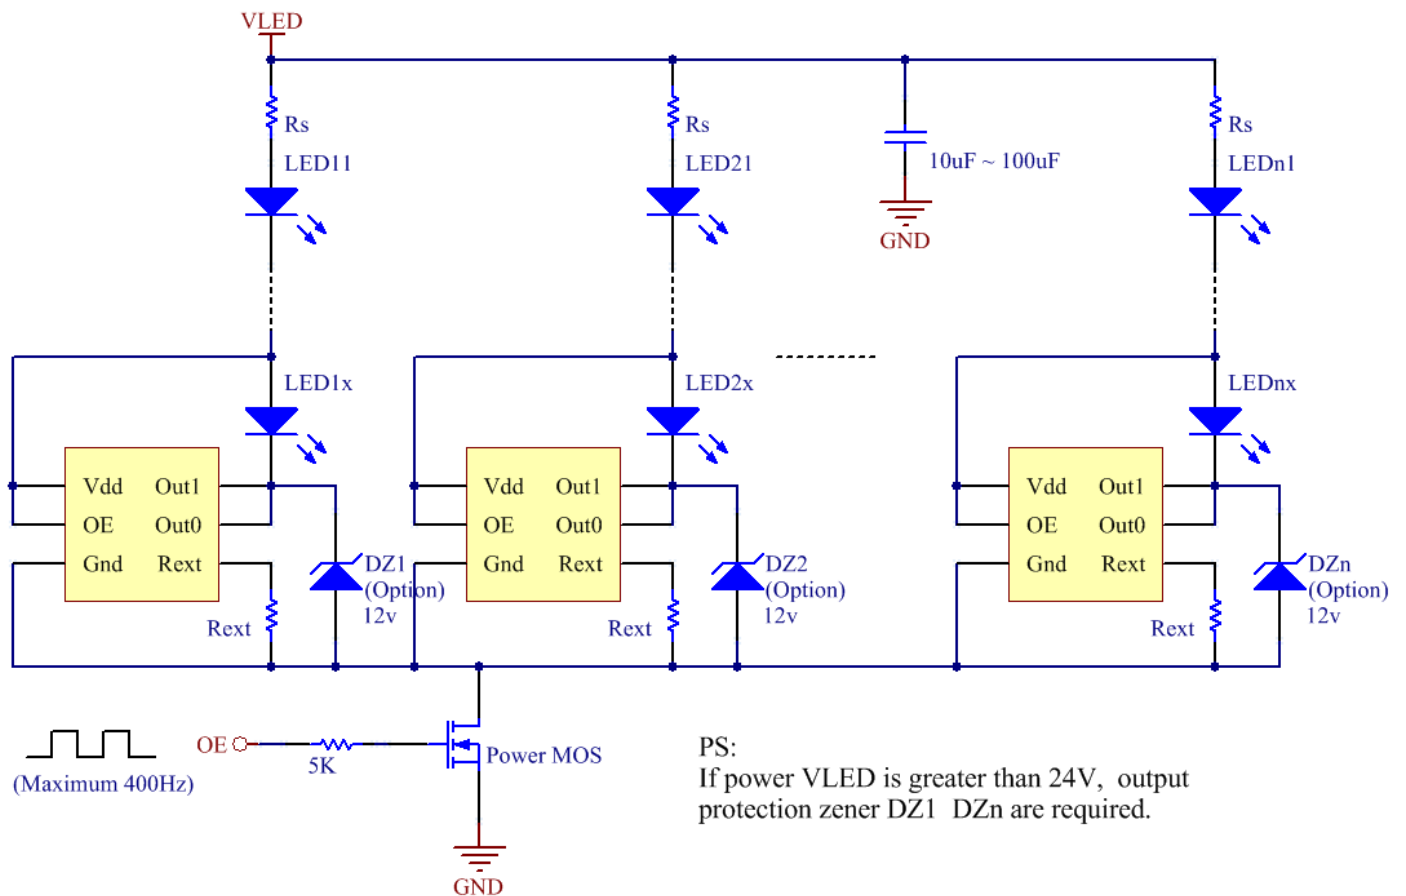 VLED
Rs
Rs
Rs
LED11
LED21
10uF ~ 100uF
LEDn1
GND
LED1x
LED2x
LEDnx
Vdd Out1
OE Out0
Gnd Rext
Vdd Out1
OE Out0
Gnd Rext
Vdd Out1
OE Out0
Gnd Rext
DZ1
(Option)
12v
DZ2
(Option)
12v
DZn
(Option)
12v
Rext
Rext
Rext
(Maximum 400Hz)
OE
5K
Power MOS
GND
PS:
If power VLED is greater than 24V, output
protection zener DZ1 DZn are required.